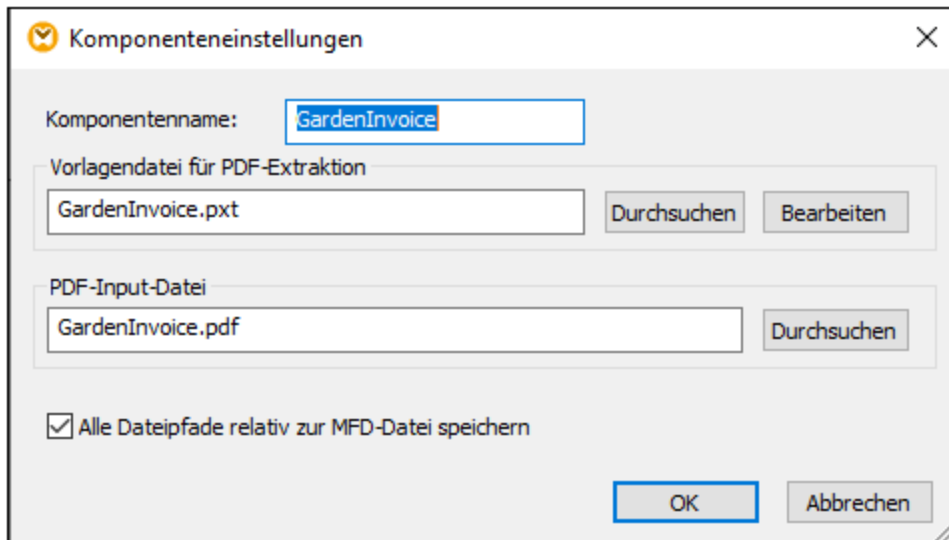 Komponenteneinstellungen
Komponentenname: GardenInvoice
Vorlagendatei für PDF-Extraktion
GardenInvoice.pxt Durchsuchen Bearbeiten
PDF-Input-Datei
GardenInvoice.pdf Durchsuchen
Alle Dateipfade relativ zur MFD-Datei speichern
OK Abbrechen